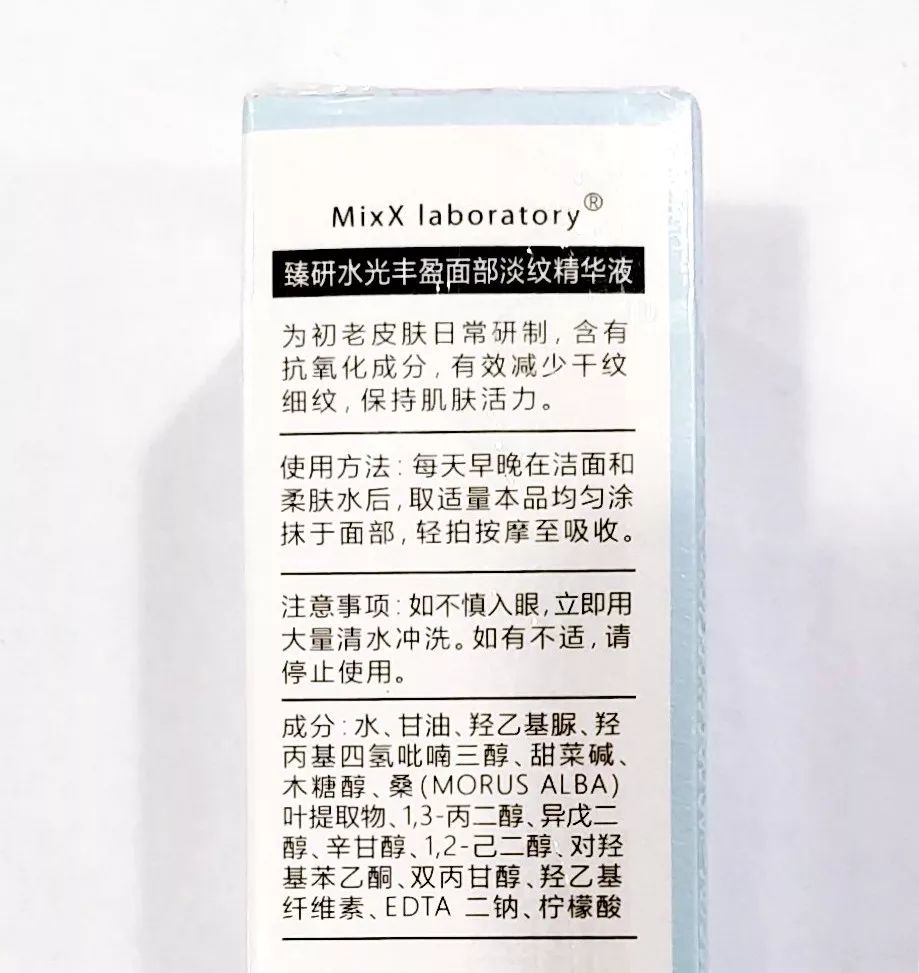 MixX laboratory®
臻研水光丰盈面部淡纹精华液
为初老皮肤日常研制,含有
抗氧化成分,有效减少干纹
细纹,保持肌肤活力。
使用方法:每天早晚在洁面和
柔肤水后,取适量本品均匀涂
抹于面部,轻拍按摩至吸收。
注意事项:如不慎入眼,立即用
大量清水冲洗。如有不适,请
停止使用。
成分:水、甘油、羟乙基脲、羟
丙基四氢吡喃三醇、甜菜碱、
木糖醇、桑(MORUS ALBA)
叶提取物、1,3-丙二醇、异戊二
醇、辛甘醇、1,2-己二醇、对羟
基苯乙酮、双丙甘醇、羟乙基
纤维素、EDTA 二钠、柠檬酸